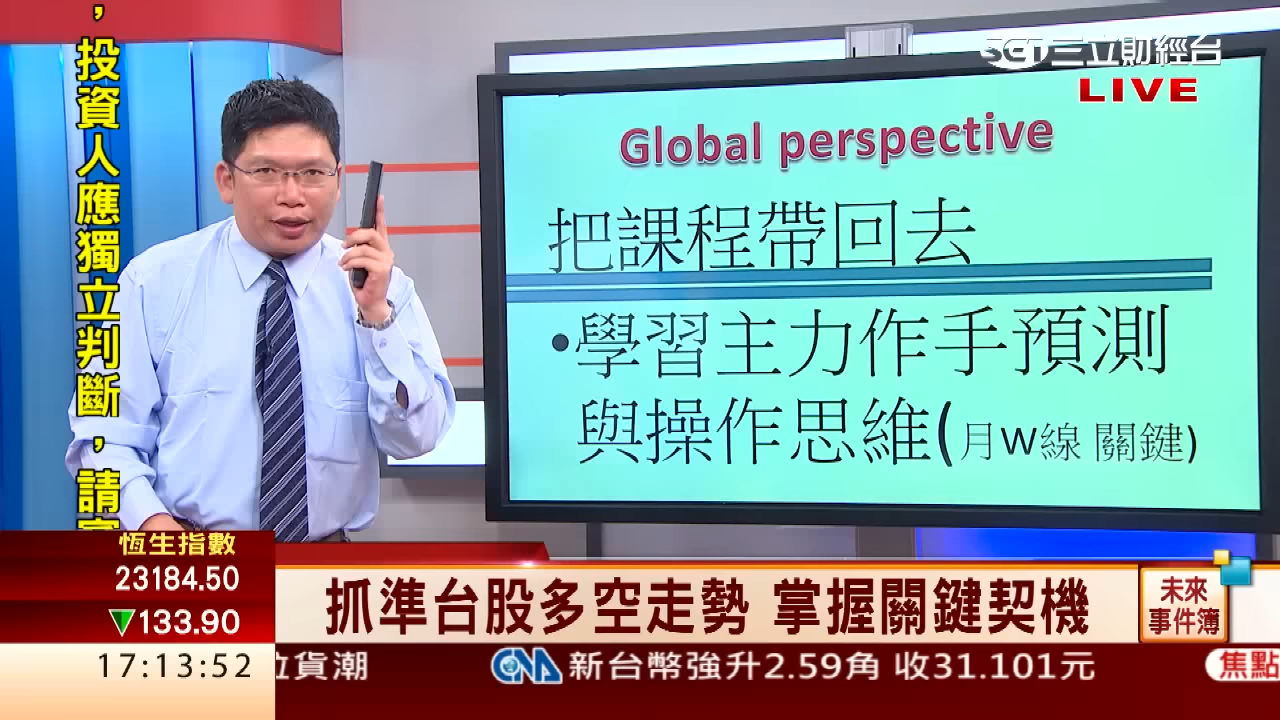 SET三立財經台
LIVE
，投資人應獨立判斷，請
Global perspective
把課程帶回去
•學習主力作手預測
與操作思維(月W線 關鍵)
恆生指數
23184.50
▼133.90
17:13:52
抓準台股多空走勢 掌握關鍵契機
未來
事件簿
貨潮
CNA 新台幣強升2.59角 收31.101元
焦點